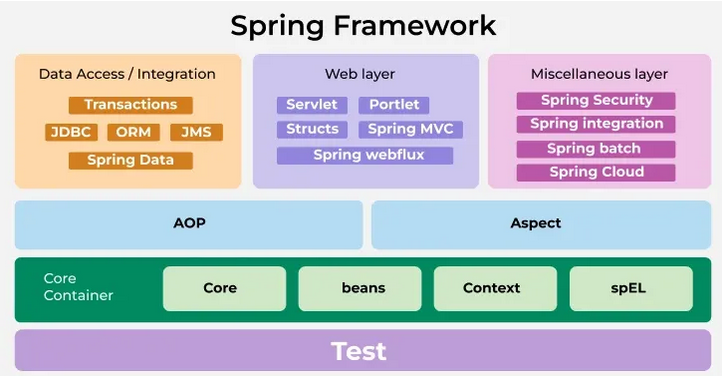 Spring Framework
Data Access / Integration
Transactions
JDBC ORM JMS
Spring Data
Web layer
Servlet Portlet
Structs Spring MVC
Spring webflux
Miscellaneous layer
Spring Security
Spring integration
Spring batch
Spring Cloud
AOP
Aspect
Core
Container
Core
beans
Context
spEL
Test